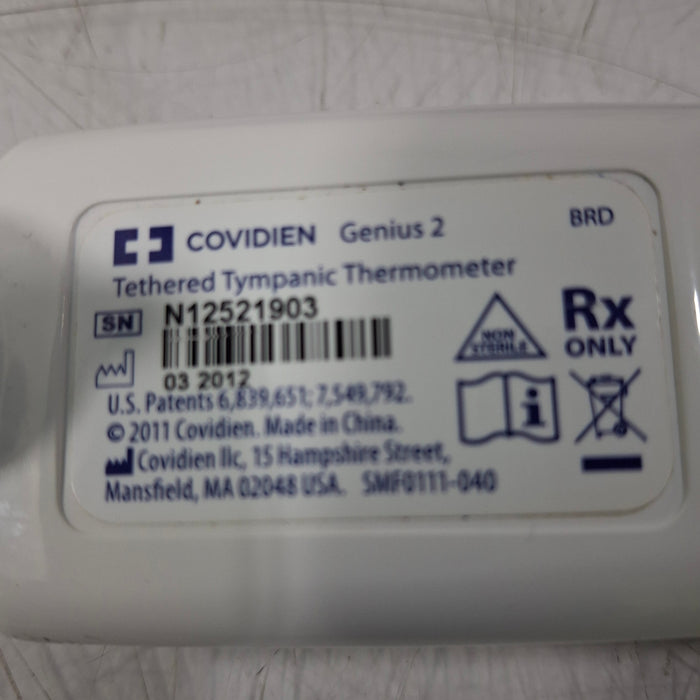 COVIDIEN Genius 2 BRD
Tethered Tympanic Thermometer
SN N12521903
03 2012
NON STERILE
Rx ONLY
U.S. Patents 6,839,651; 7,549,792.
© 2011 Covidien. Made in China.
Covidien llc, 15 Hampshire Street,
Mansfield, MA 02048 USA. SMF0111-040